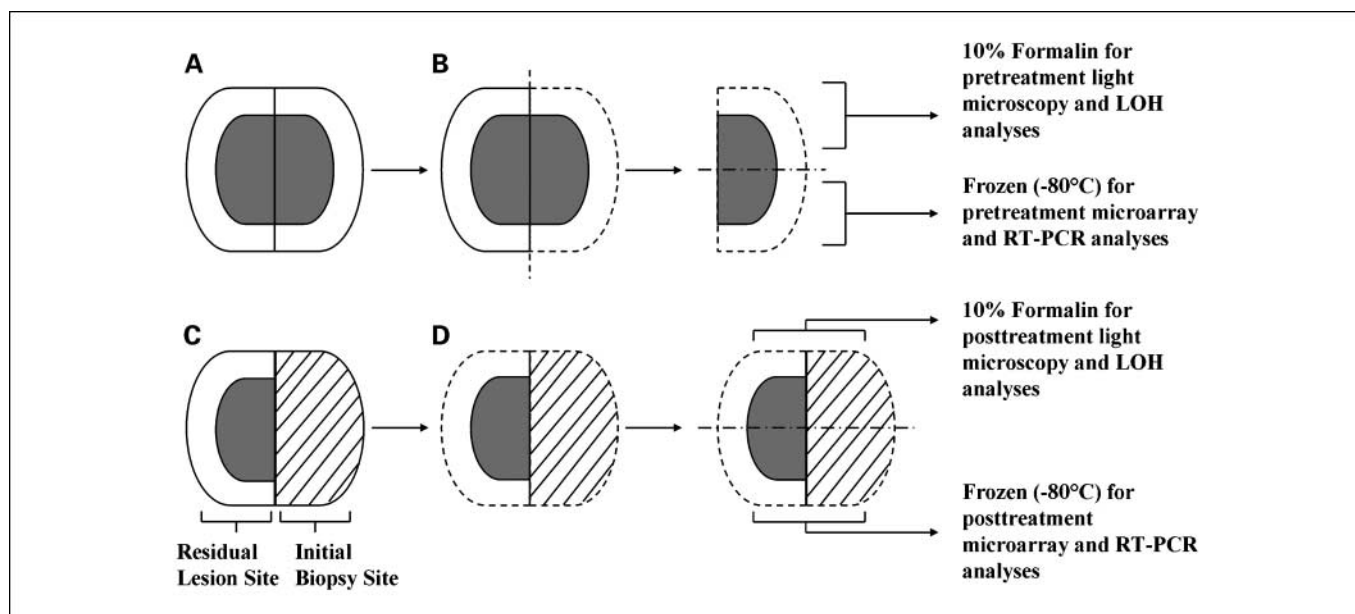 A
B
10% Formalin for
pretreatment light
microscopy and LOH
analyses
Frozen (-80°C) for
pretreatment microarray
and RT-PCR analyses
C
D
10% Formalin for
posttreatment light
microscopy and LOH
analyses
Frozen (-80°C) for
posttreatment
microarray and RT-PCR
analyses
Residual
Lesion Site
Initial
Biopsy Site